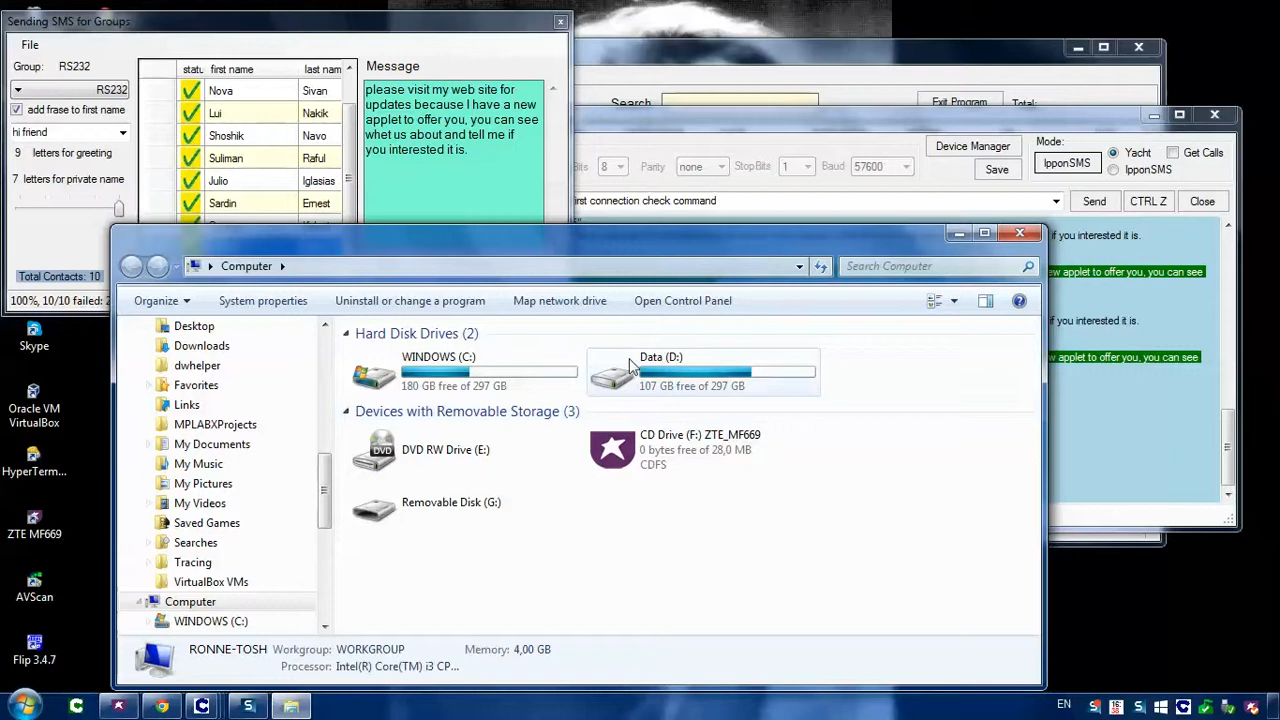 Sending SMS for Groups
File
Group: RS232
RS232
add frase to first name
hi friend
9 letters for greeting
7 letters for private name
Total Contacts: 10
100%, 10/10 failed:
statu first name last nam
Nova Sivan
Lui Nakik
Shoshik Navo
Suliman Raful
Julio Iglasias
Sardin Ernest
Message
please visit my web site for
updates because I have a new
applet to offer you, you can see
whet us about and tell me if
you interested it is.
Search
Exit Program Total:
Device Manager
Mode:
IpponSMS
Yacht
IpponSMS
Get Calls
Bits 8 Parity none StopBits 1 Baud 57600
Save
irst connection check command
Send
CTRL Z
Close
if you interested it is.
ew applet to offer you, you can see
if you interested it is.
w applet to offer you, you can see
Computer
Search Computer
Organize
System properties
Uninstall or change a program
Map network drive
Open Control Panel
Desktop
Downloads
dwhelper
Favorites
Links
MPLABXProjects
My Documents
My Music
My Pictures
My Videos
Saved Games
Searches
Tracing
VirtualBox VMs
Computer
WINDOWS (C:)
Hard Disk Drives (2)
WINDOWS (C:)
180 GB free of 297 GB
Data (D:)
107 GB free of 297 GB
Devices with Removable Storage (3)
DVD RW Drive (E:)
CD Drive (F:) ZTE_MF669
0 bytes free of 28,0 MB
CDFS
Removable Disk (G:)
RONNE-TOSH Workgroup: WORKGROUP Memory: 4,00 GB
Processor: Intel(R) Core(TM) i3 CP...
Skype
Oracle VM
VirtualBox
HyperTerm...
ZTE MF669
AVScan
Flip 3.4.7
EN